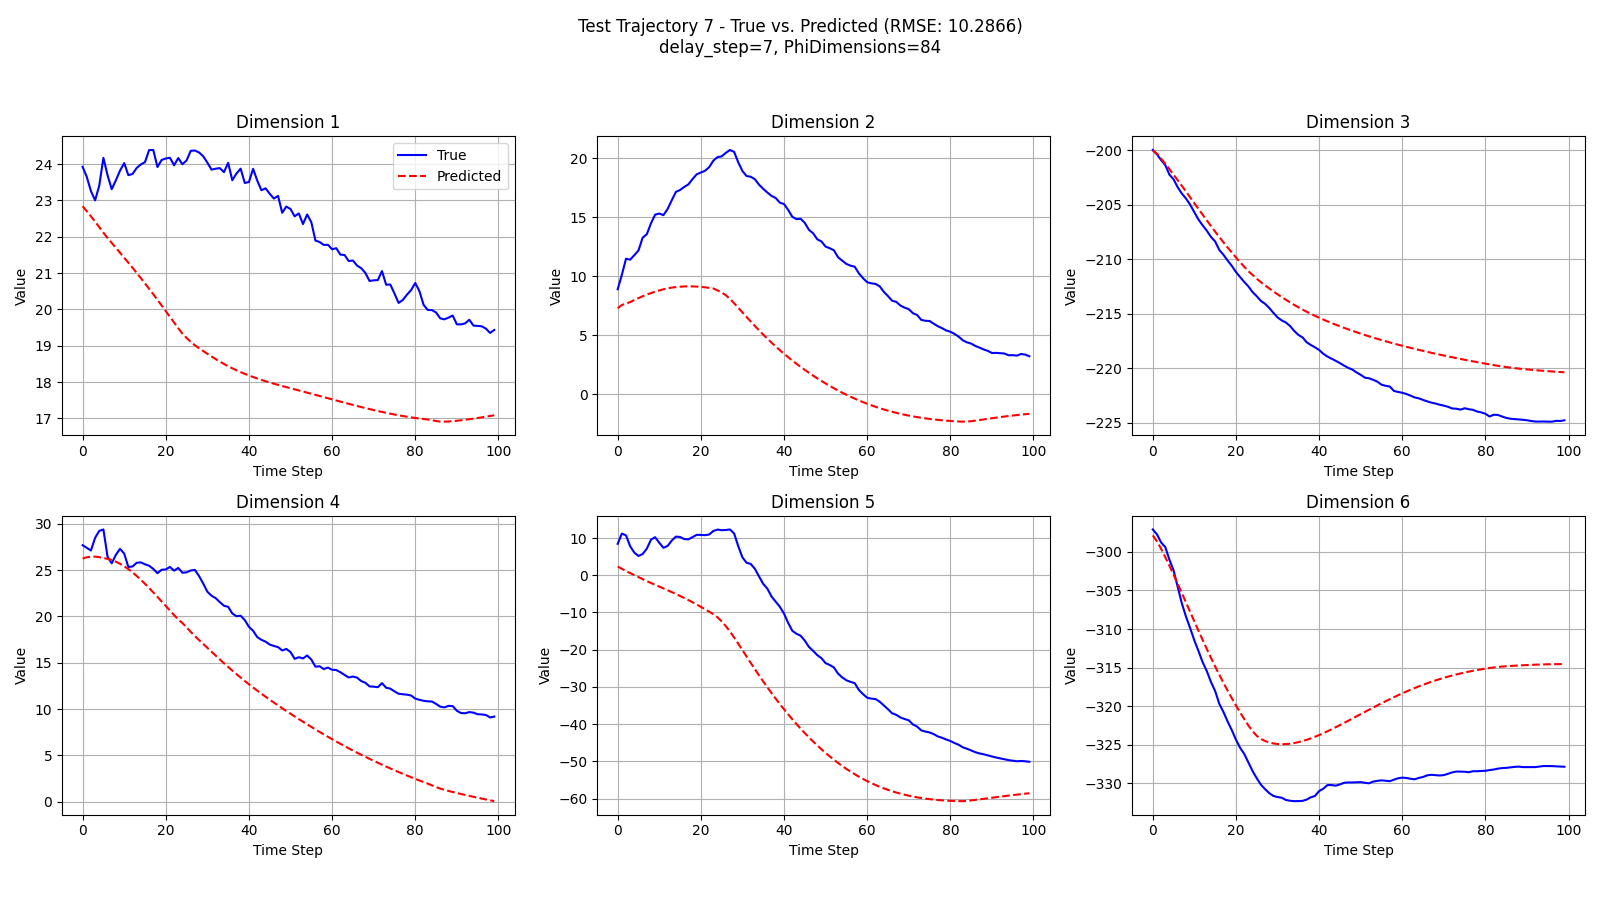 Test Trajectory 7 - True vs. Predicted (RMSE: 10.2866)
delay_step=7, PhiDimensions=84
Dimension 1
Value
24
23
22
21
20
19
18
17
True
Predicted
0 20 40 60 80 100
Time Step
Dimension 2
Value
20
15
10
5
0
0 20 40 60 80 100
Time Step
Dimension 3
Value
−200
−205
−210
−215
−220
−225
0 20 40 60 80 100
Time Step
Dimension 4
Value
30
25
20
15
10
5
0
0 20 40 60 80 100
Time Step
Dimension 5
Value
10
0
−10
−20
−30
−40
−50
−60
0 20 40 60 80 100
Time Step
Dimension 6
Value
−300
−305
−310
−315
−320
−325
−330
0 20 40 60 80 100
Time Step